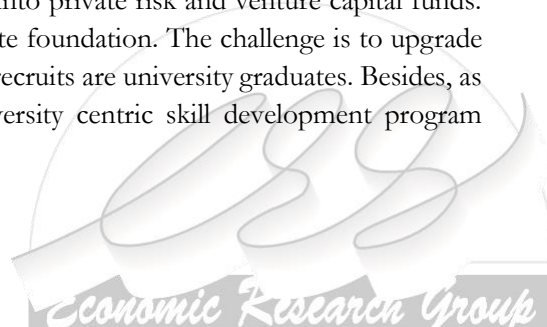 into private risk and venture capital funds.
te foundation. The challenge is to upgrade
recruits are university graduates. Besides, as
versity centric skill development program
Economic Research Group